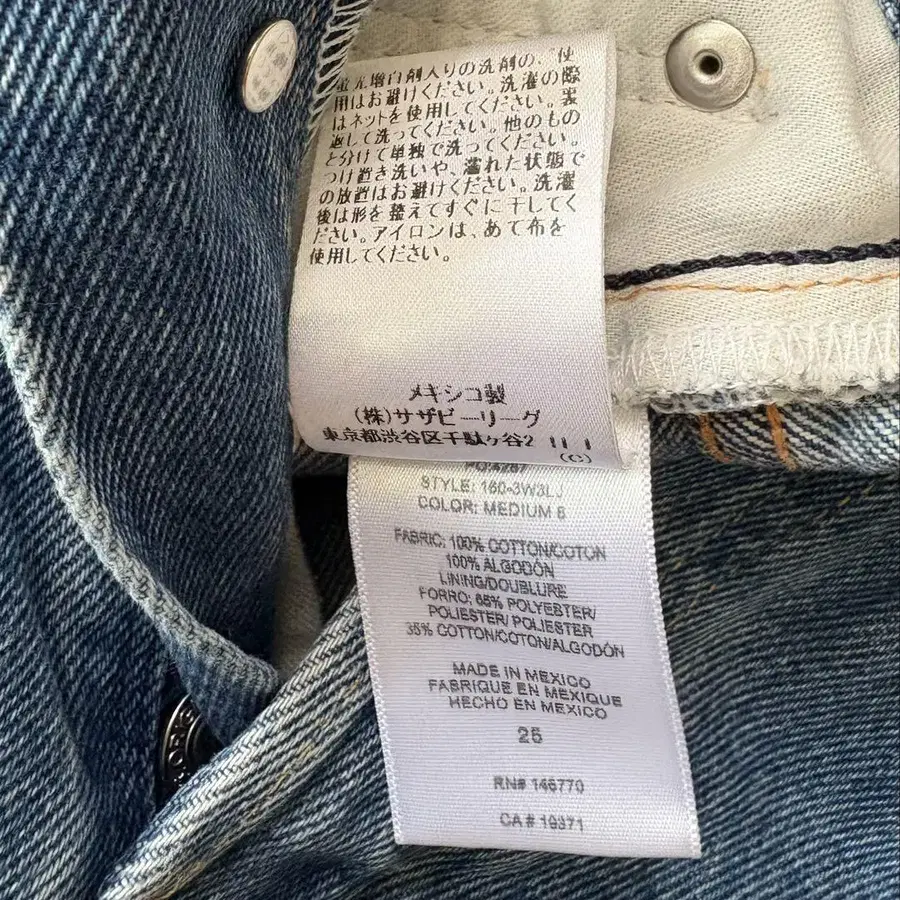 蛍光増白剤入りの洗剤の、使
用はお避けください。洗濯の際
はネットを使用してください。裏
返して洗ってください。他のもの
と分けて単独で洗ってください。
つけ置き洗いや、濡れた状態で
の放置はお避けください。洗濯
後は形を整えてすぐに干してく
ださい。アイロンは、あて布を
使用してください。
メキシコ製
(株)サザビーリーグ
東京都渋谷区千駄ヶ谷2
(C)
STYLE: 160-3W3LJ
COLOR: MEDIUM 6
FABRIC: 100% COTTON/COTON
100% ALGODÓN
LINING/DOUBLURE
FORRO: 65% POLYESTER/
POLIESTER/ POLIESTER
35% COTTON/COTON/ALGODÓN
MADE IN MEXICO
FABRIQUE EN MEXIQUE
HECHO EN MEXICO
25
RN# 146770
CA# 19371